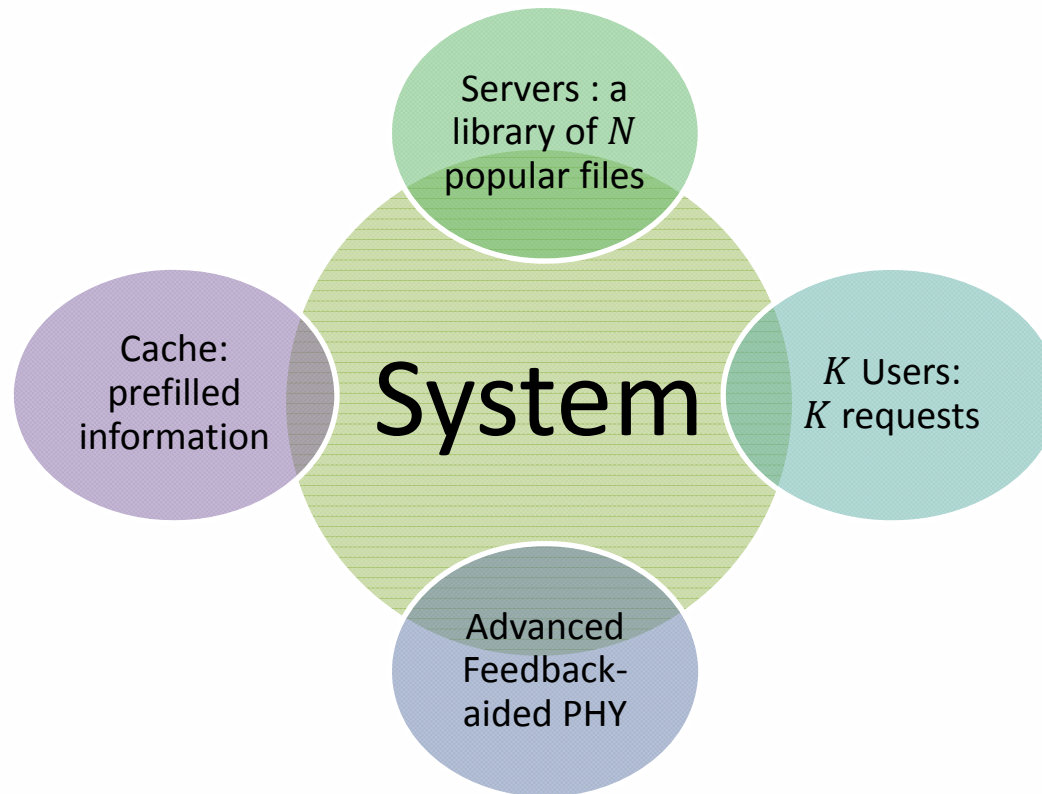 Servers : a
library of N
popular files
Cache:
prefilled
information
System
K Users:
K requests
Advanced
Feedback-
aided PHY